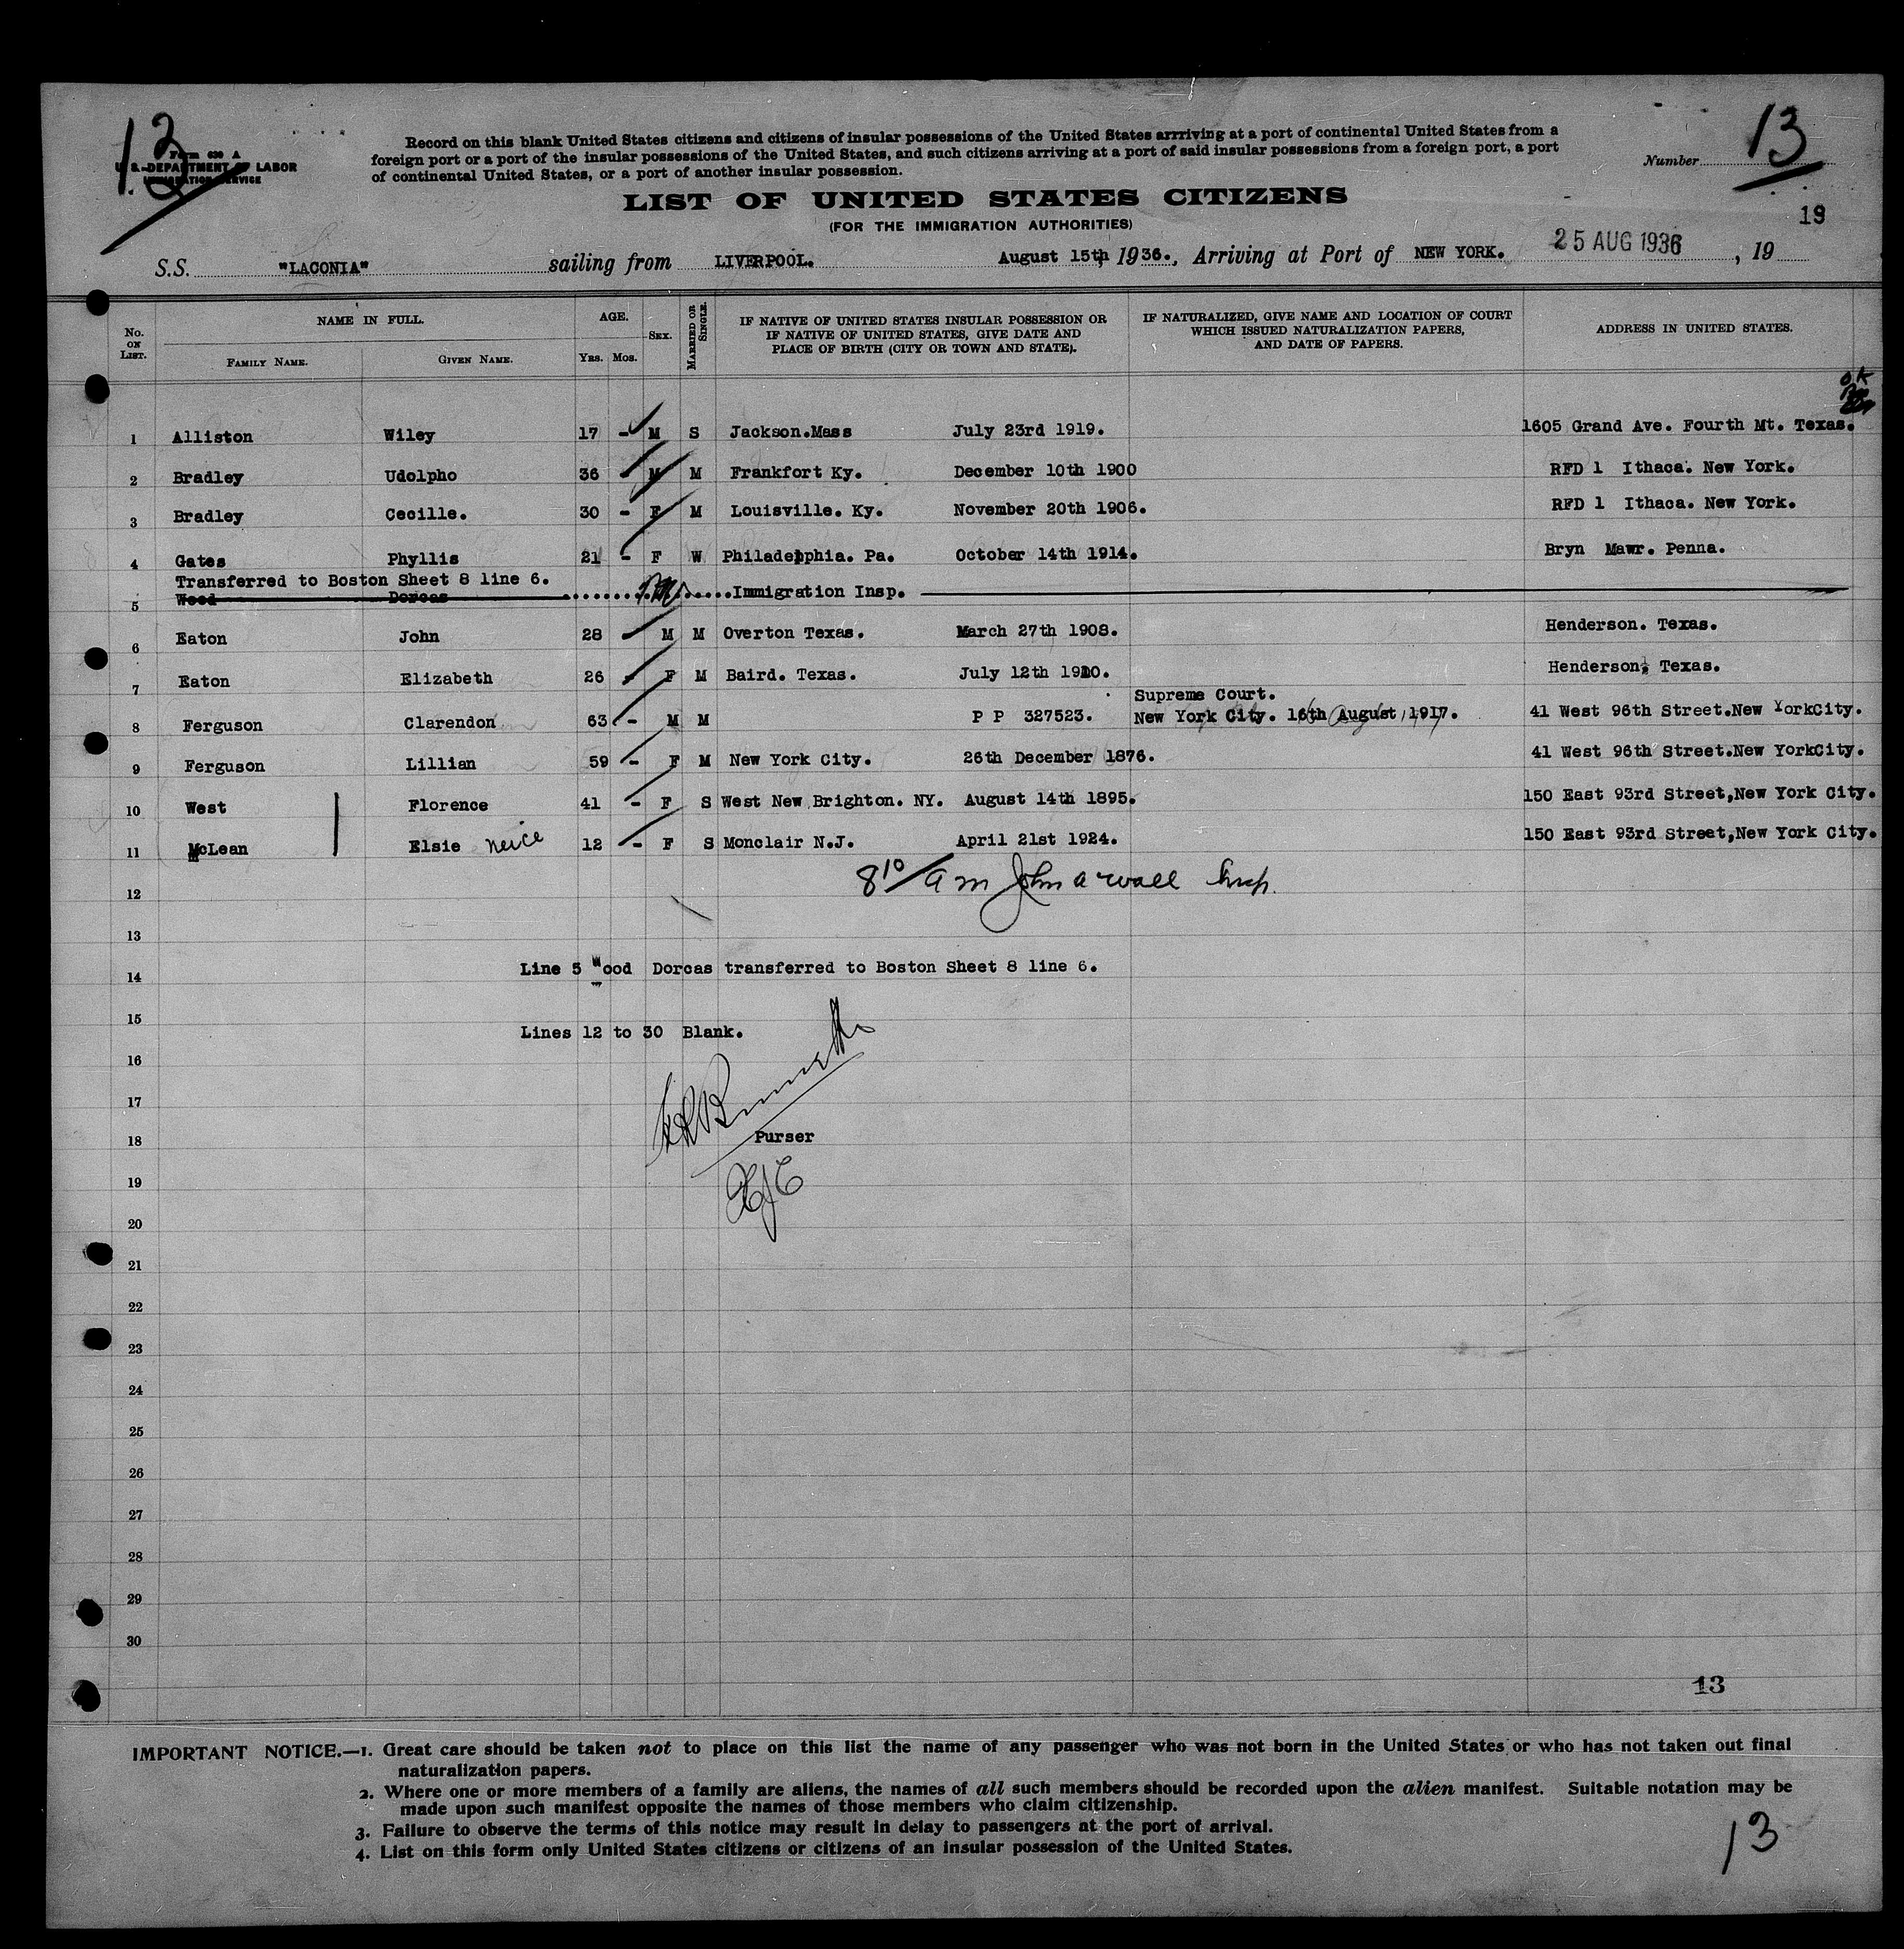 13
Form 630 A
U. S. DEPARTMENT OF LABOR
IMMIGRATION SERVICE
Record on this blank United States citizens and citizens of insular possessions of the United States arrriving at a port of continental United States from a
foreign port or a port of the insular possessions of the United States, and such citizens arriving at a port of said insular possessions from a foreign port, a port
of continental United States, or a port of another insular possession.
Number 13
LIST OF UNITED STATES CITIZENS
(FOR THE IMMIGRATION AUTHORITIES)
19
S.S. "LACONIA" sailing from LIVERPOOL. August 15th, 1936., Arriving at Port of NEW YORK. 25 AUG 1936, 19
No. ON LIST.
NAME IN FULL.
FAMILY NAME.
GIVEN NAME.
AGE.
YRS. MOS.
SEX.
MARRIED OR SINGLE.
IF NATIVE OF UNITED STATES INSULAR POSSESSION OR
IF NATIVE OF UNITED STATES, GIVE DATE AND
PLACE OF BIRTH (CITY OR TOWN AND STATE).
IF NATURALIZED, GIVE NAME AND LOCATION OF COURT
WHICH ISSUED NATURALIZATION PAPERS,
AND DATE OF PAPERS.
ADDRESS IN UNITED STATES.
OK
1 Alliston Wiley 17 - M S Jackson.Mass July 23rd 1919. 1605 Grand Ave. Fourth Mt. Texas.
2 Bradley Udolpho 36 - M M Frankfort Ky. December 10th 1900 RFD 1 Ithaca. New York.
3 Bradley Cecille. 30 - F M Louisville. Ky. November 20th 1906. RFD 1 Ithaca. New York.
4 Gates Phyllis 21 - F W Philadelphia. Pa. October 14th 1914. Bryn Mawr. Penna.
Transferred to Boston Sheet 8 line 6.
5 Wood Dorcas Immigration Insp.
6 Eaton John 28 - M M Overton Texas. March 27th 1908. Henderson. Texas.
7 Eaton Elizabeth 26 - F M Baird. Texas. July 12th 1910. Henderson. Texas.
Supreme Court.
8 Ferguson Clarendon 63 - M M P P 327523. New York City. 16th August 1917. 41 West 96th Street.New YorkCity.
9 Ferguson Lillian 59 - F M New York City. 26th December 1876. 41 West 96th Street.New YorkCity.
10 West Florence 41 - F S West New Brighton. NY. August 14th 1895. 150 East 93rd Street,New York City.
11 McLean Elsie neice 12 - F S Monclair N.J. April 21st 1924. 150 East 93rd Street,New York City.
8 10/ am John A Wall Insp.
12
13
14 Line 5 Wood Dorcas transferred to Boston Sheet 8 line 6.
15
Lines 12 to 30 Blank.
16
17
18 Purser
19
20
21
22
23
24
25
26
27
28
29
30
13
IMPORTANT NOTICE.—1. Great care should be taken not to place on this list the name of any passenger who was not born in the United States or who has not taken out final
naturalization papers.
2. Where one or more members of a family are aliens, the names of all such members should be recorded upon the alien manifest. Suitable notation may be
made upon such manifest opposite the names of those members who claim citizenship.
3. Failure to observe the terms of this notice may result in delay to passengers at the port of arrival.
4. List on this form only United States citizens or citizens of an insular possession of the United States.
13